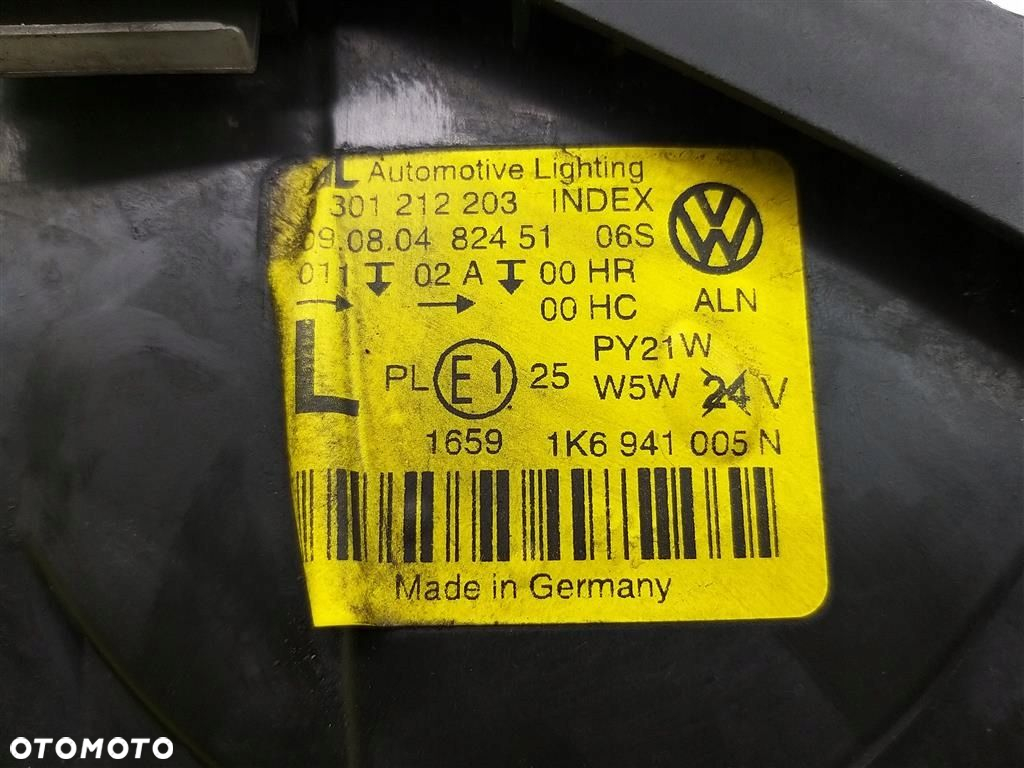 AL Automotive Lighting
301 212 203 INDEX
09.08.04 824 51 06S
011 02 A 00 HR
00 HC ALN
L
PL E1 25 PY21W
W5W 24 V
1659 1K6 941 005 N
Made in Germany
OTOMOTO